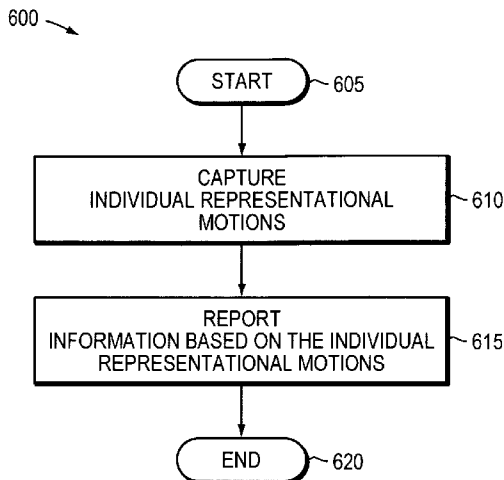 600
START
605
CAPTURE
INDIVIDUAL REPRESENTATIONAL
MOTIONS
610
REPORT
INFORMATION BASED ON THE INDIVIDUAL
REPRESENTATIONAL MOTIONS
615
END
620